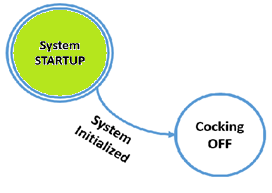 System
STARTUP
System
Initialized
Cocking
OFF